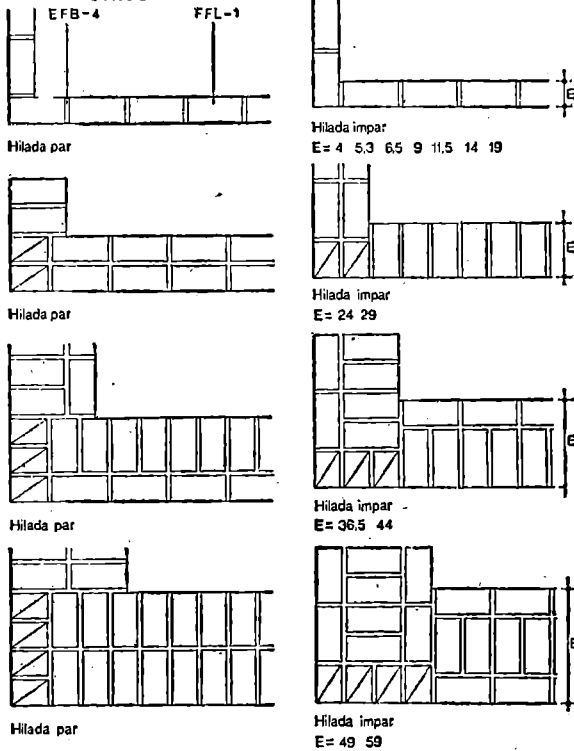 EFB-4 FFL-1
E
Hilada par
Hilada impar
E= 4 5,3 6,5 9 11,5 14 19
E
Hilada par
Hilada impar
E= 24 29
E
Hilada par
Hilada impar
E= 36,5 44
E
Hilada par
Hilada impar
E= 49 59